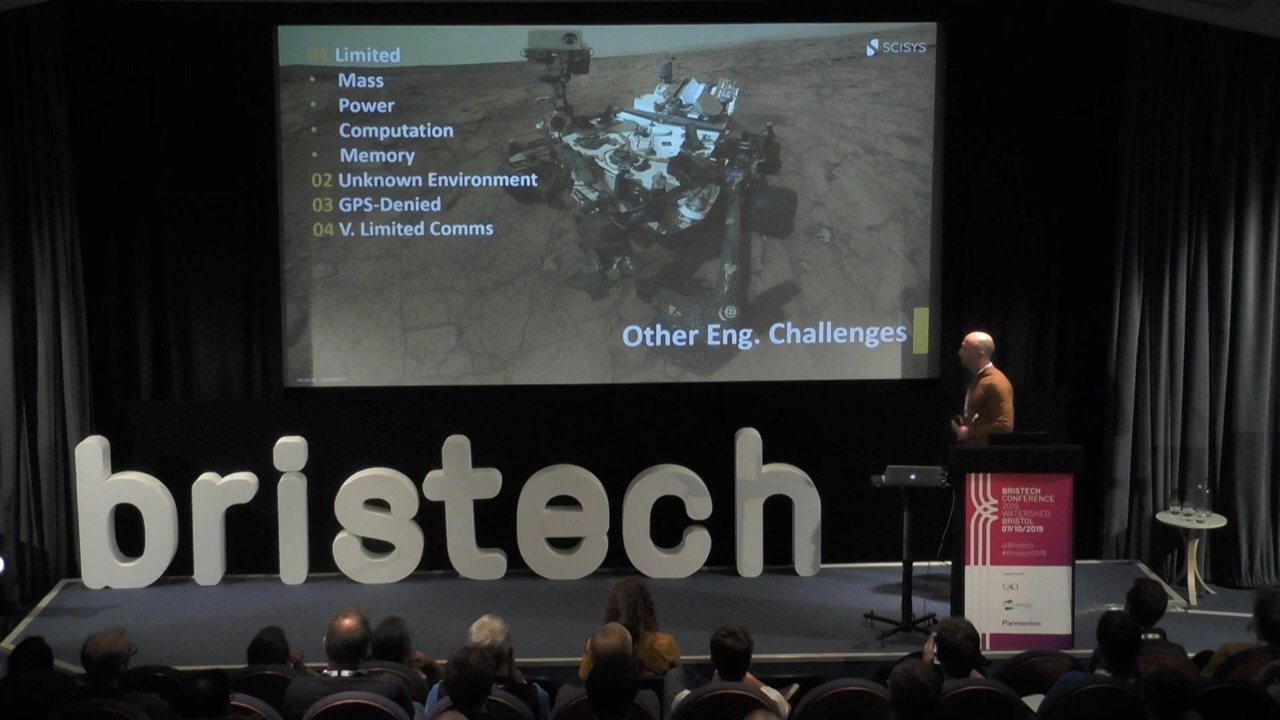 01 Limited
SCISYS
• Mass
• Power
• Computation
• Memory
02 Unknown Environment
03 GPS-Denied
04 V. Limited Comms
Other Eng. Challenges
bristech
BRISTECH
CONFERENCE
2019
WATERSHED
BRISTOL
07/10/2019
@Bristech
#Bristech2019
CACI
Parmenion